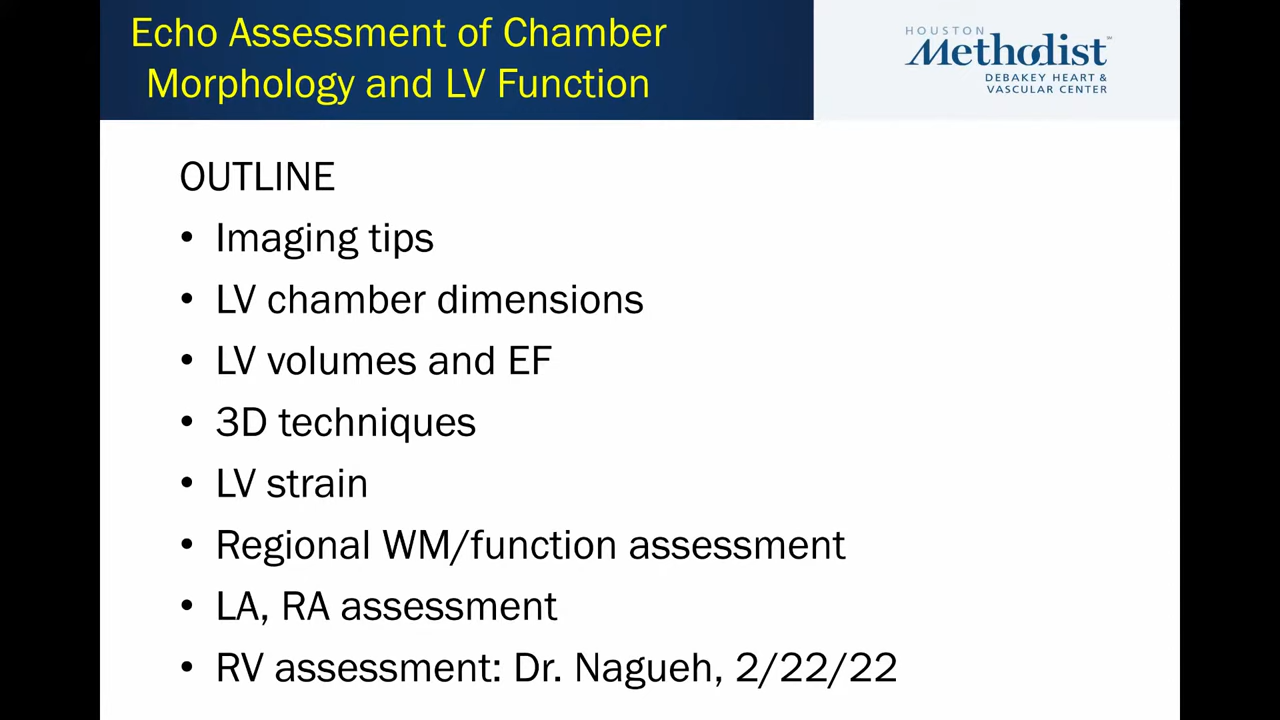 Echo Assessment of Chamber
Morphology and LV Function
HOUSTON
Methodist
DEBAKEY HEART &
VASCULAR CENTER
OUTLINE
• Imaging tips
• LV chamber dimensions
• LV volumes and EF
• 3D techniques
• LV strain
• Regional WM/function assessment
• LA, RA assessment
• RV assessment: Dr. Nagueh, 2/22/22